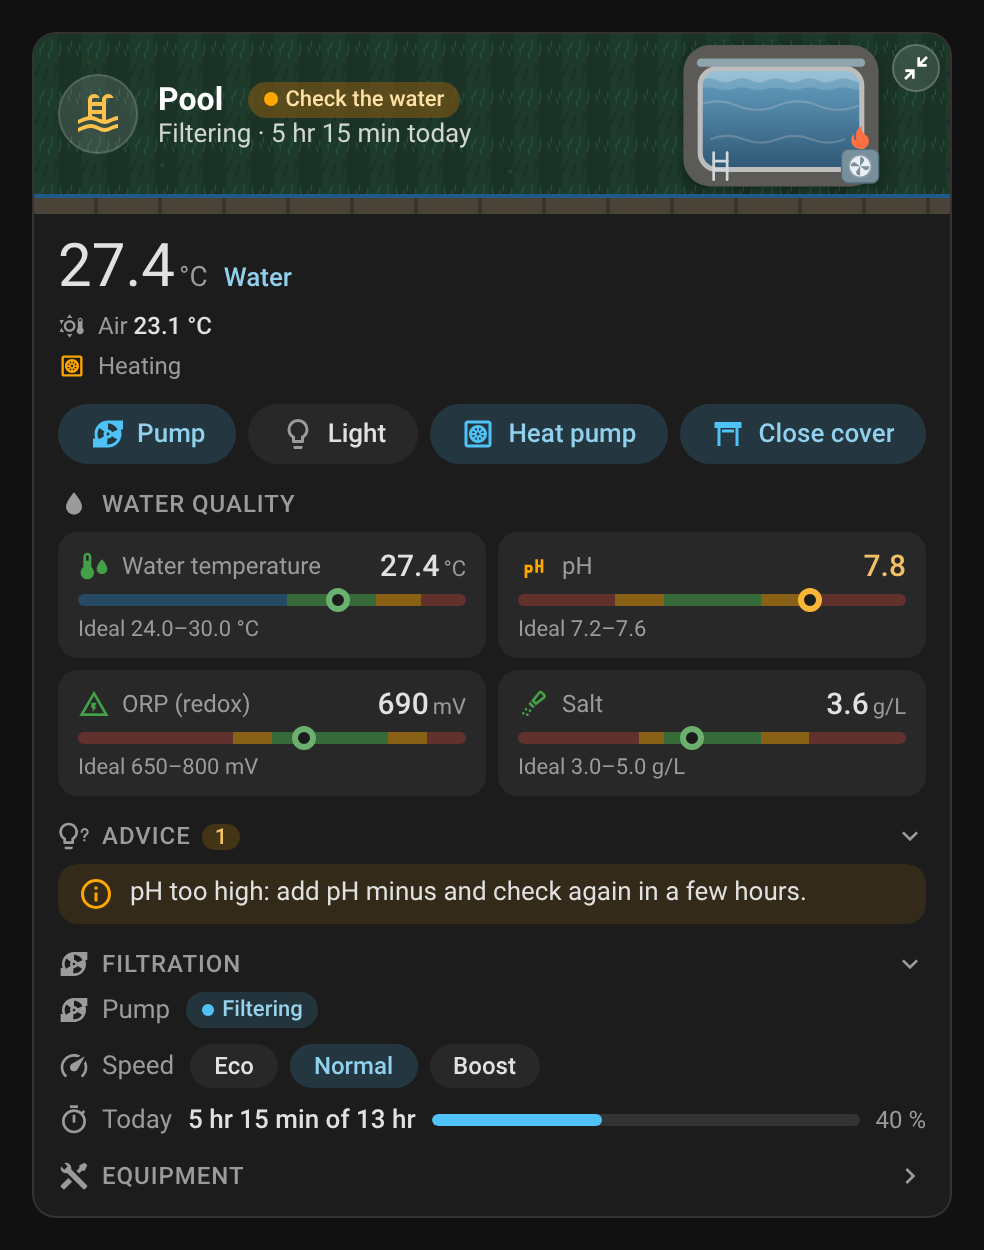 Pool
Check the water
Filtering · 5 hr 15 min today
27.4 °C Water
Air 23.1 °C
Heating
Pump
Light
Heat pump
Close cover
WATER QUALITY
Water temperature 27.4 °C
Ideal 24.0–30.0 °C
pH pH 7.8
Ideal 7.2–7.6
ORP (redox) 690 mV
Ideal 650–800 mV
Salt 3.6 g/L
Ideal 3.0–5.0 g/L
? ADVICE 1
pH too high: add pH minus and check again in a few hours.
FILTRATION
Pump Filtering
Speed Eco Normal Boost
Today 5 hr 15 min of 13 hr 40 %
EQUIPMENT